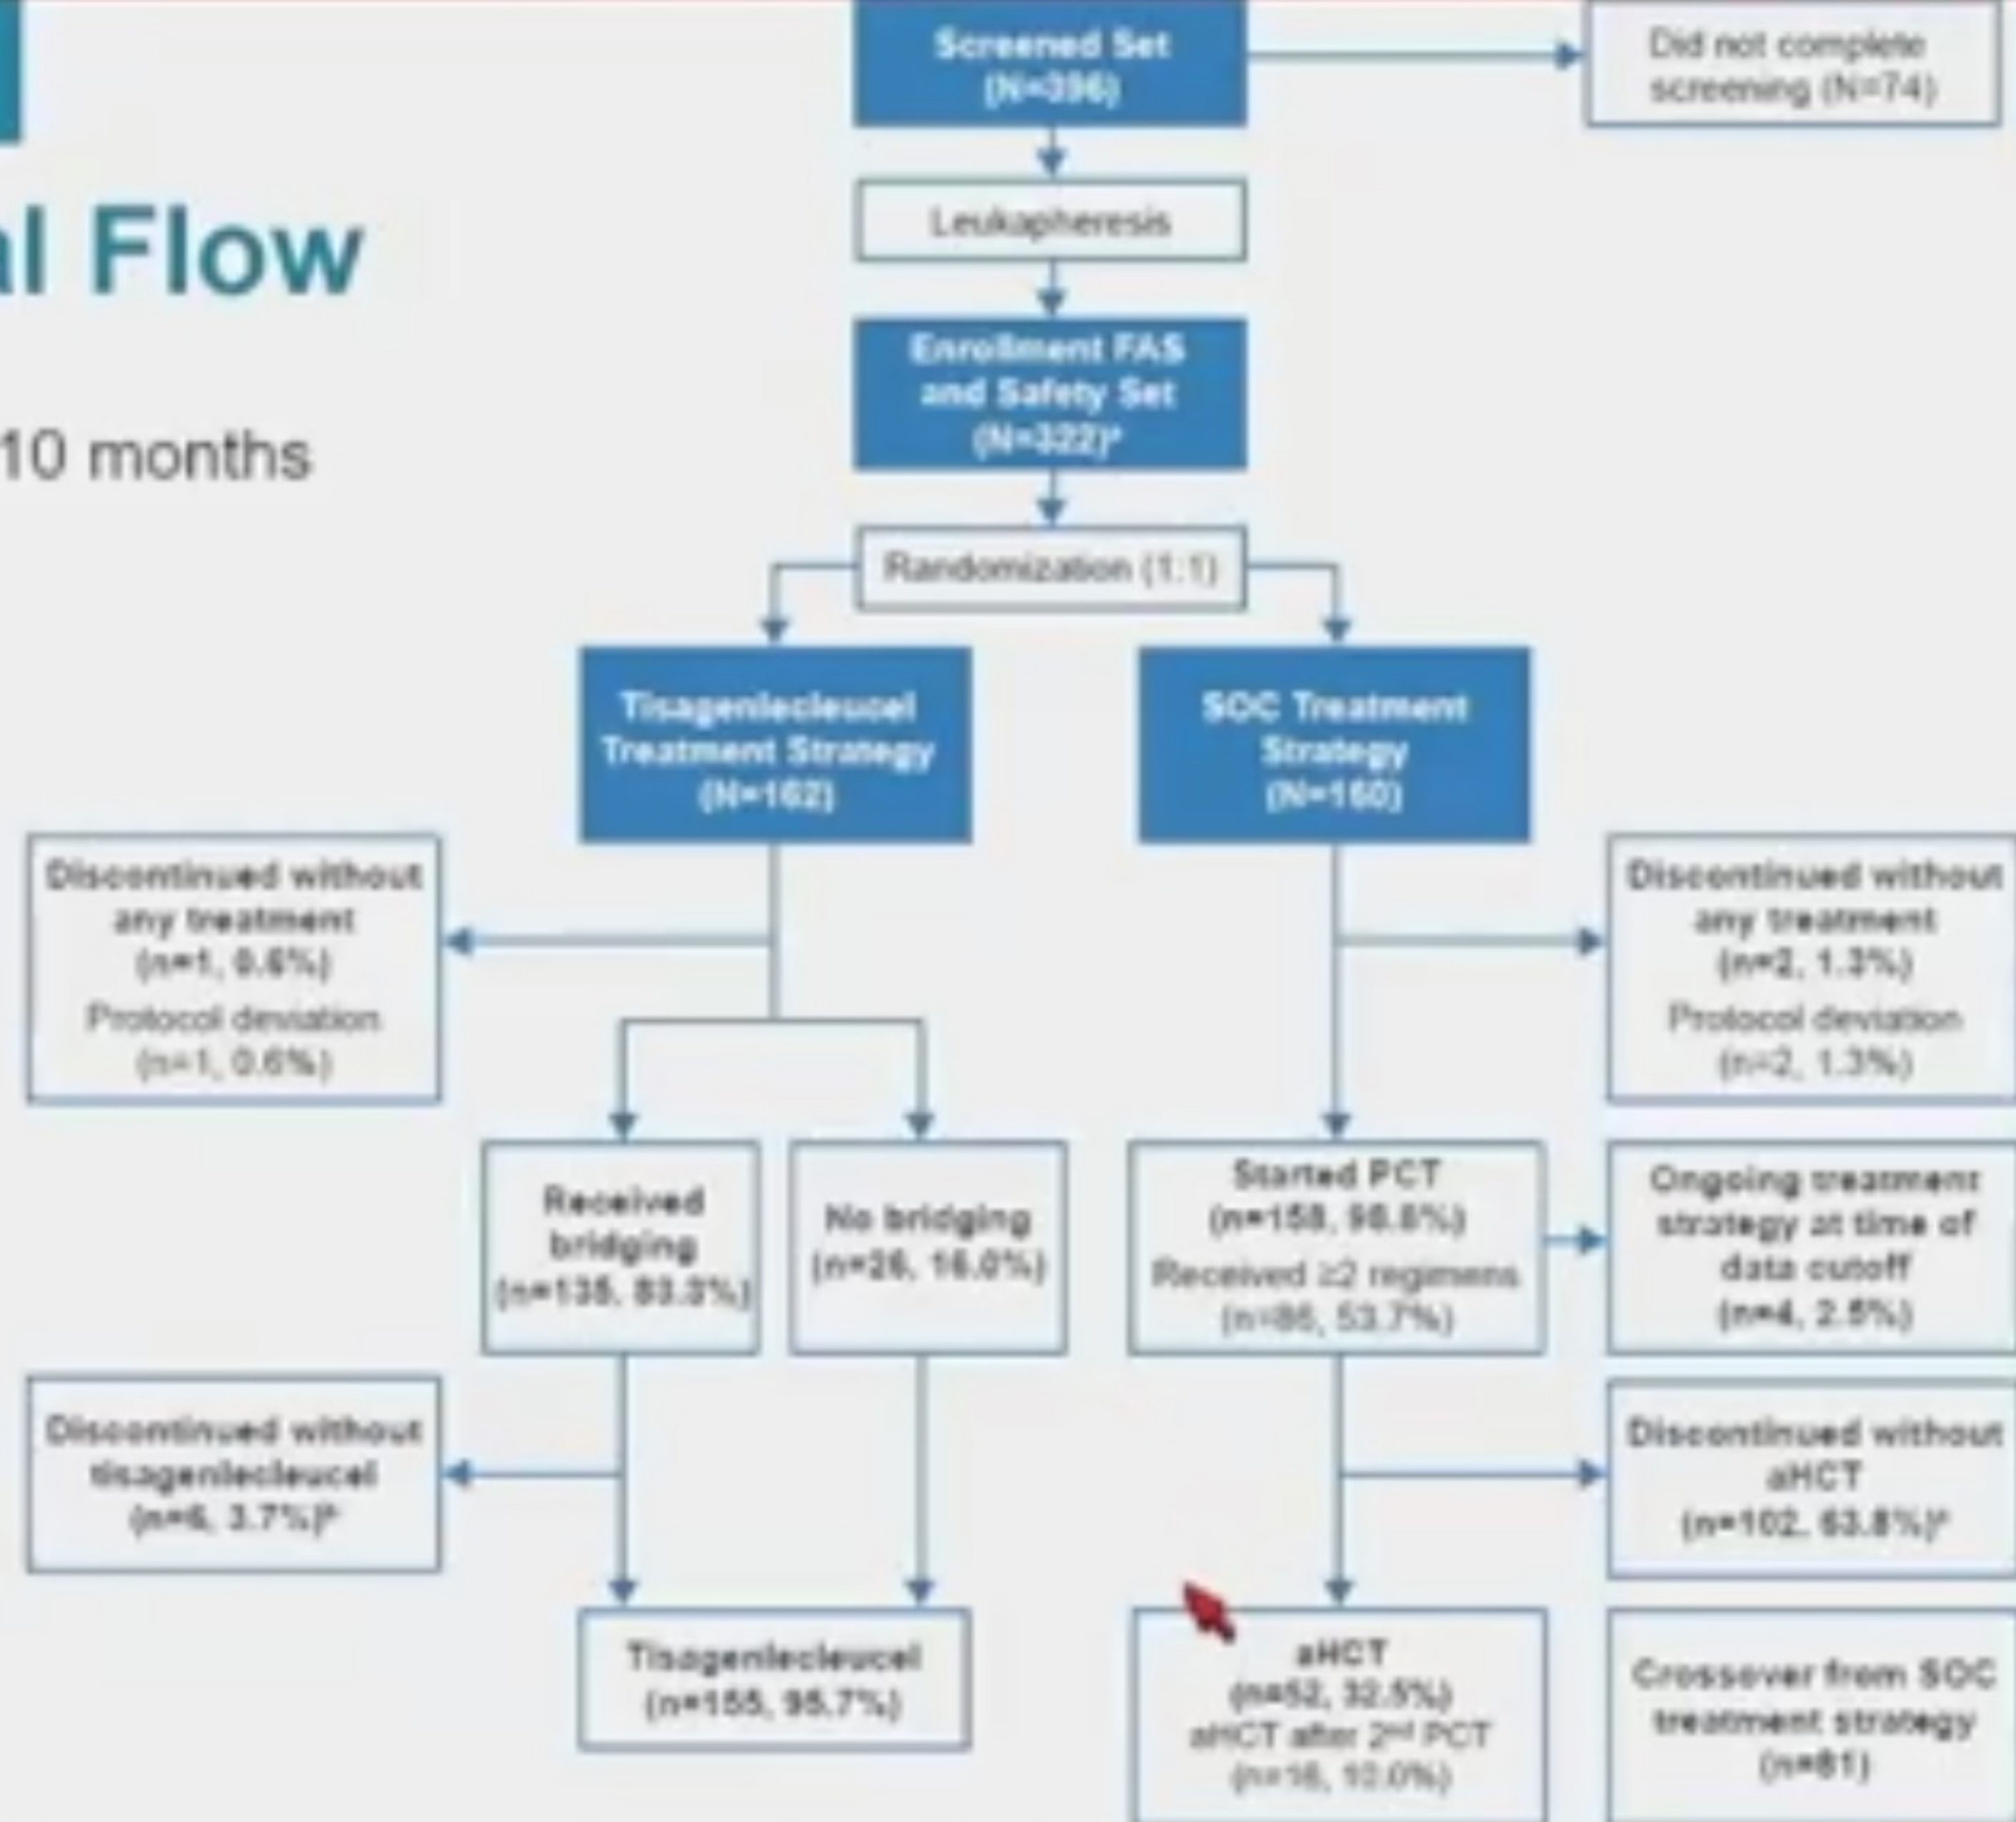 Screened Set
(N=396)
Did not complete
screening (N=74)
Leukapheresis
al Flow
Enrollment FAS
and Safety Set
(N=322)ᵃ
10 months
Randomization (1:1)
Tisagenlecleucel
Treatment Strategy
(N=162)
SOC Treatment
Strategy
(N=160)
Discontinued without
any treatment
(n=1, 0.6%)
Protocol deviation
(n=1, 0.6%)
Discontinued without
any treatment
(n=2, 1.3%)
Protocol deviation
(n=2, 1.3%)
Received
bridging
(n=135, 83.3%)
No bridging
(n=26, 16.0%)
Started PCT
(n=158, 98.8%)
Received ≥2 regimens
(n=86, 53.7%)
Ongoing treatment
strategy at time of
data cutoff
(n=4, 2.5%)
Discontinued without
tisagenlecleucel
(n=6, 3.7%)ᵇ
Discontinued without
aHCT
(n=102, 63.8%)ᶜ
Tisagenlecleucel
(n=155, 95.7%)
aHCT
(n=52, 32.5%)
aHCT after 2ⁿᵈ PCT
(n=16, 10.0%)
Crossover from SOC
treatment strategy
(n=81)